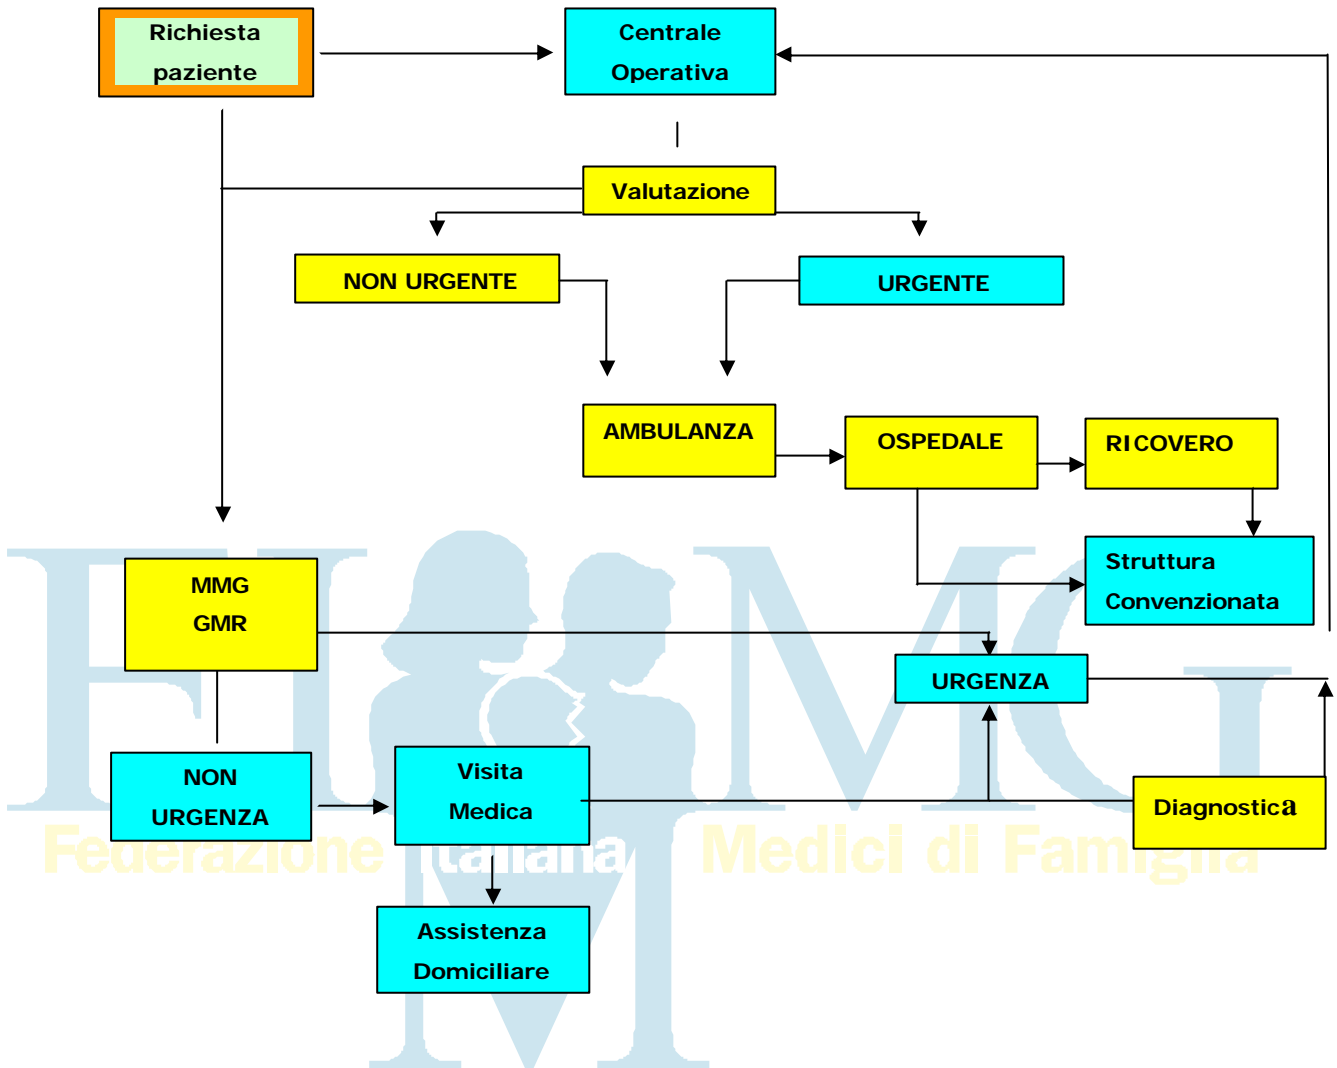 Richiesta
paziente
Centrale
Operativa
Valutazione
NON URGENTE
URGENTE
AMBULANZA
OSPEDALE
RICOVERO
Struttura
Convenzionata
MMG
GMR
URGENZA
NON
URGENZA
Visita
Medica
Diagnostica
Assistenza
Domiciliare
FIMMG
Federazione Italiana Medici di Famiglia